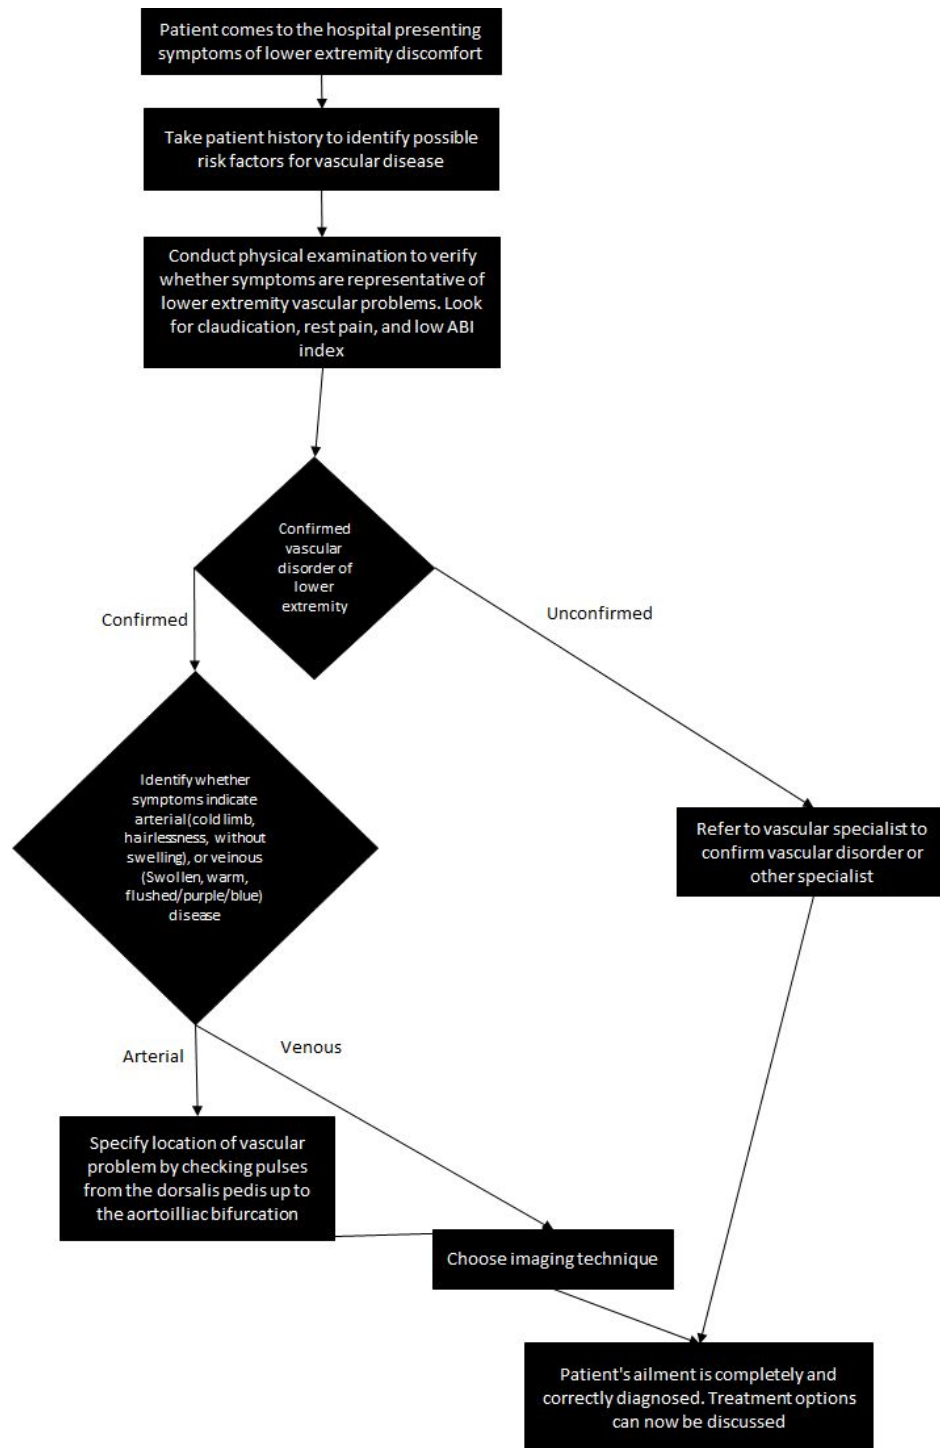 Patient comes to the hospital presenting
symptoms of lower extremity discomfort
Take patient history to identify possible
risk factors for vascular disease
Conduct physical examination to verify
whether symptoms are representative of
lower extremity vascular problems. Look
for claudication, rest pain, and low ABI
index
Confirmed
vascular
disorder of
lower
extremity
Confirmed
Unconfirmed
Identify whether
symptoms indicate
arterial(cold limb,
hairlessness, without
swelling), or veinous
(Swollen, warm,
flushed/purple/blue)
disease
Refer to vascular specialist to
confirm vascular disorder or
other specialist
Arterial
Venous
Specify location of vascular
problem by checking pulses
from the dorsalis pedis up to
the aortoilliac bifurcation
Choose imaging technique
Patient's ailment is completely and
correctly diagnosed. Treatment options
can now be discussed